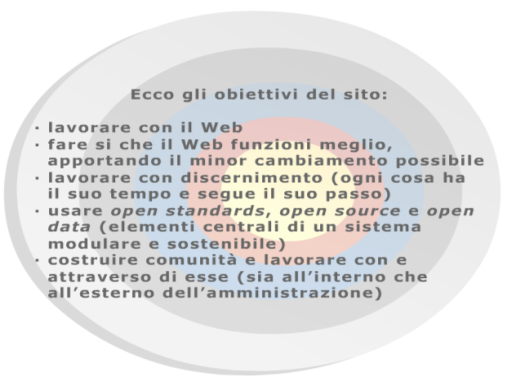 Ecco gli obiettivi del sito:
· lavorare con il Web
· fare si che il Web funzioni meglio,
apportando il minor cambiamento possibile
· lavorare con discernimento (ogni cosa ha
il suo tempo e segue il suo passo)
· usare open standards, open source e open
data (elementi centrali di un sistema
modulare e sostenibile)
· costruire comunità e lavorare con e
attraverso di esse (sia all’interno che
all’esterno dell’amministrazione)